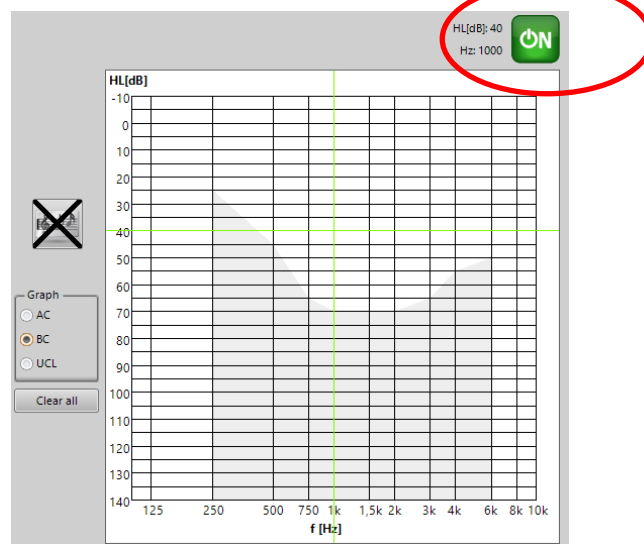 HL[dB]: 40
Hz: 1000
ON
HL[dB]
-10
0
10
20
30
40
50
60
70
80
90
100
110
120
130
140
125 250 500 750 1k 1,5k 2k 3k 4k 6k 8k 10k
f [Hz]
Graph
AC
BC
UCL
Clear all